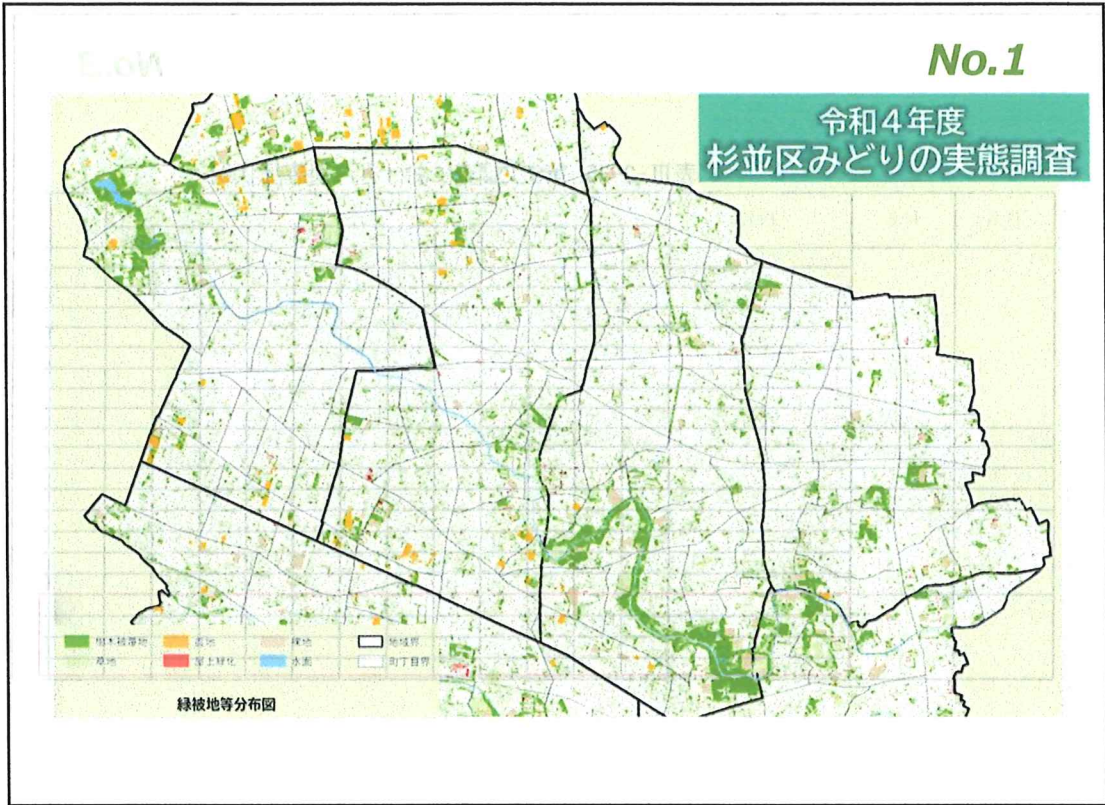 No.1
令和4年度
杉並区みどりの実態調査
樹木被覆地
農地
裸地
地域界
草地
屋上緑化
水面
町丁目界
緑被地等分布図